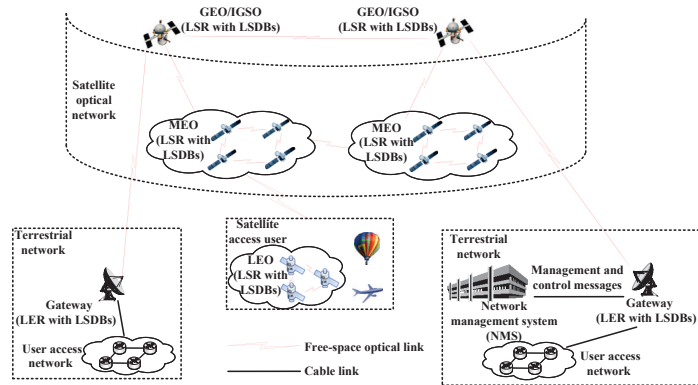 GEO/IGSO
(LSR with LSDBs)
GEO/IGSO
(LSR with LSDBs)
Satellite
optical
network
MEO
(LSR with
LSDBs)
MEO
(LSR with
LSDBs)
Terrestrial
network
Gateway
(LER with LSDBs)
User access
network
Satellite
access user
LEO
(LSR with
LSDBs)
Free-space optical link
Cable link
Terrestrial
network
Management and
control messages
Network
management system
(NMS)
Gateway
(LER with LSDBs)
User access
network